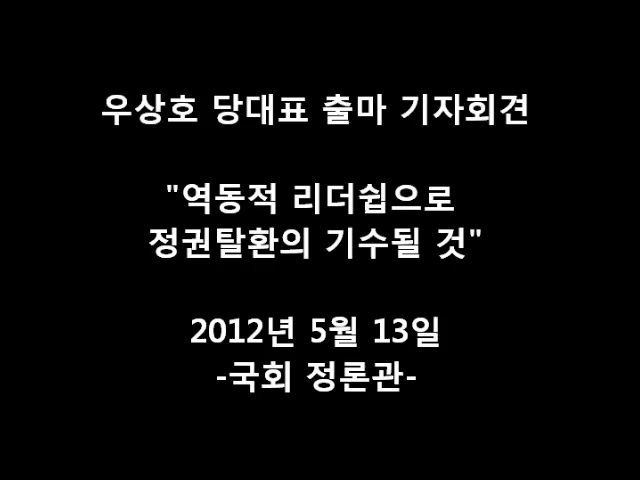 우상호 당대표 출마 기자회견
"역동적 리더쉽으로
정권탈환의 기수될 것"
2012년 5월 13일
-국회 정론관-